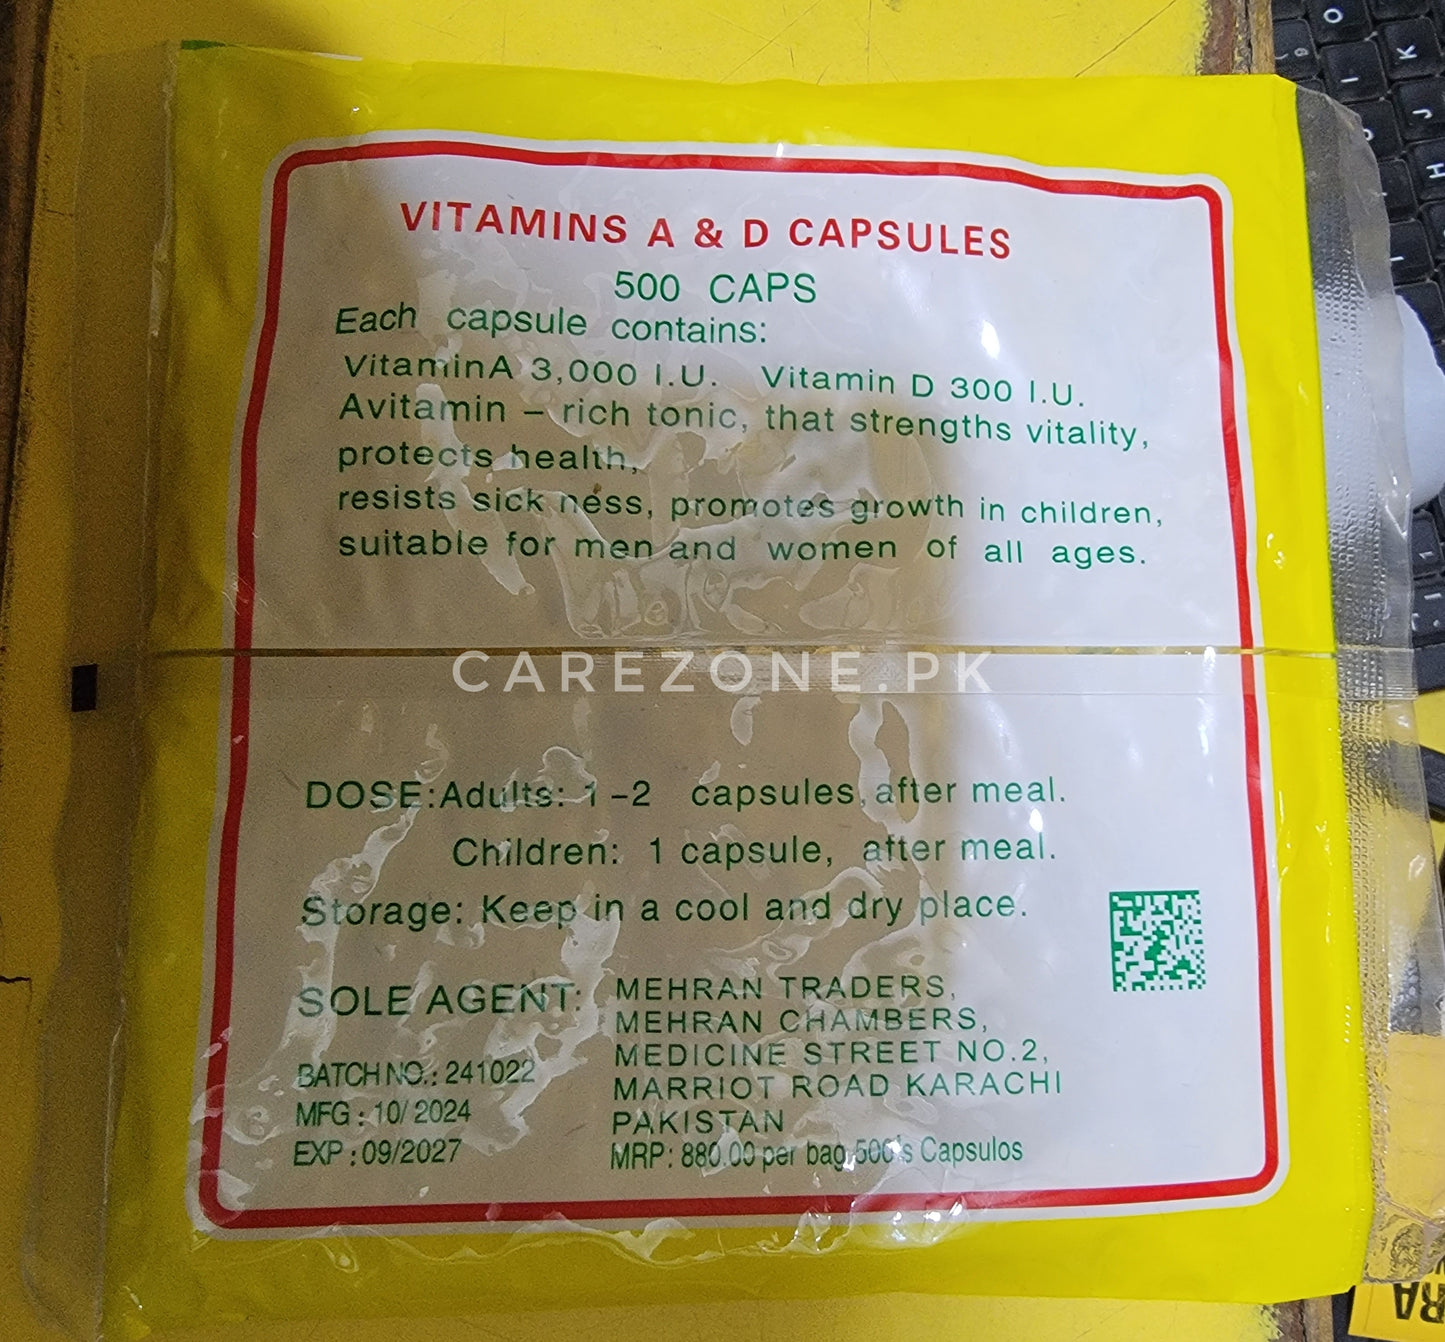 VITAMINS A & D CAPSULES
500 CAPS
Each capsule contains:
VitaminA 3,000 I.U. Vitamin D 300 I.U.
Avitamin – rich tonic, that strengths vitality,
protects health,
resists sick ness, promotes growth in children,
suitable for men and women of all ages.
CAREZONE.PK
DOSE:Adults: 1-2 capsules, after meal.
Children: 1 capsule, after meal.
Storage: Keep in a cool and dry place.
SOLE AGENT: MEHRAN TRADERS,
MEHRAN CHAMBERS,
MEDICINE STREET NO.2,
MARRIOT ROAD KARACHI
PAKISTAN
BATCH NO.: 241022
MFG : 10/ 2024
EXP : 09/2027
MRP: 880.00 per bag 500's Capsulos
O
I
K
J
H